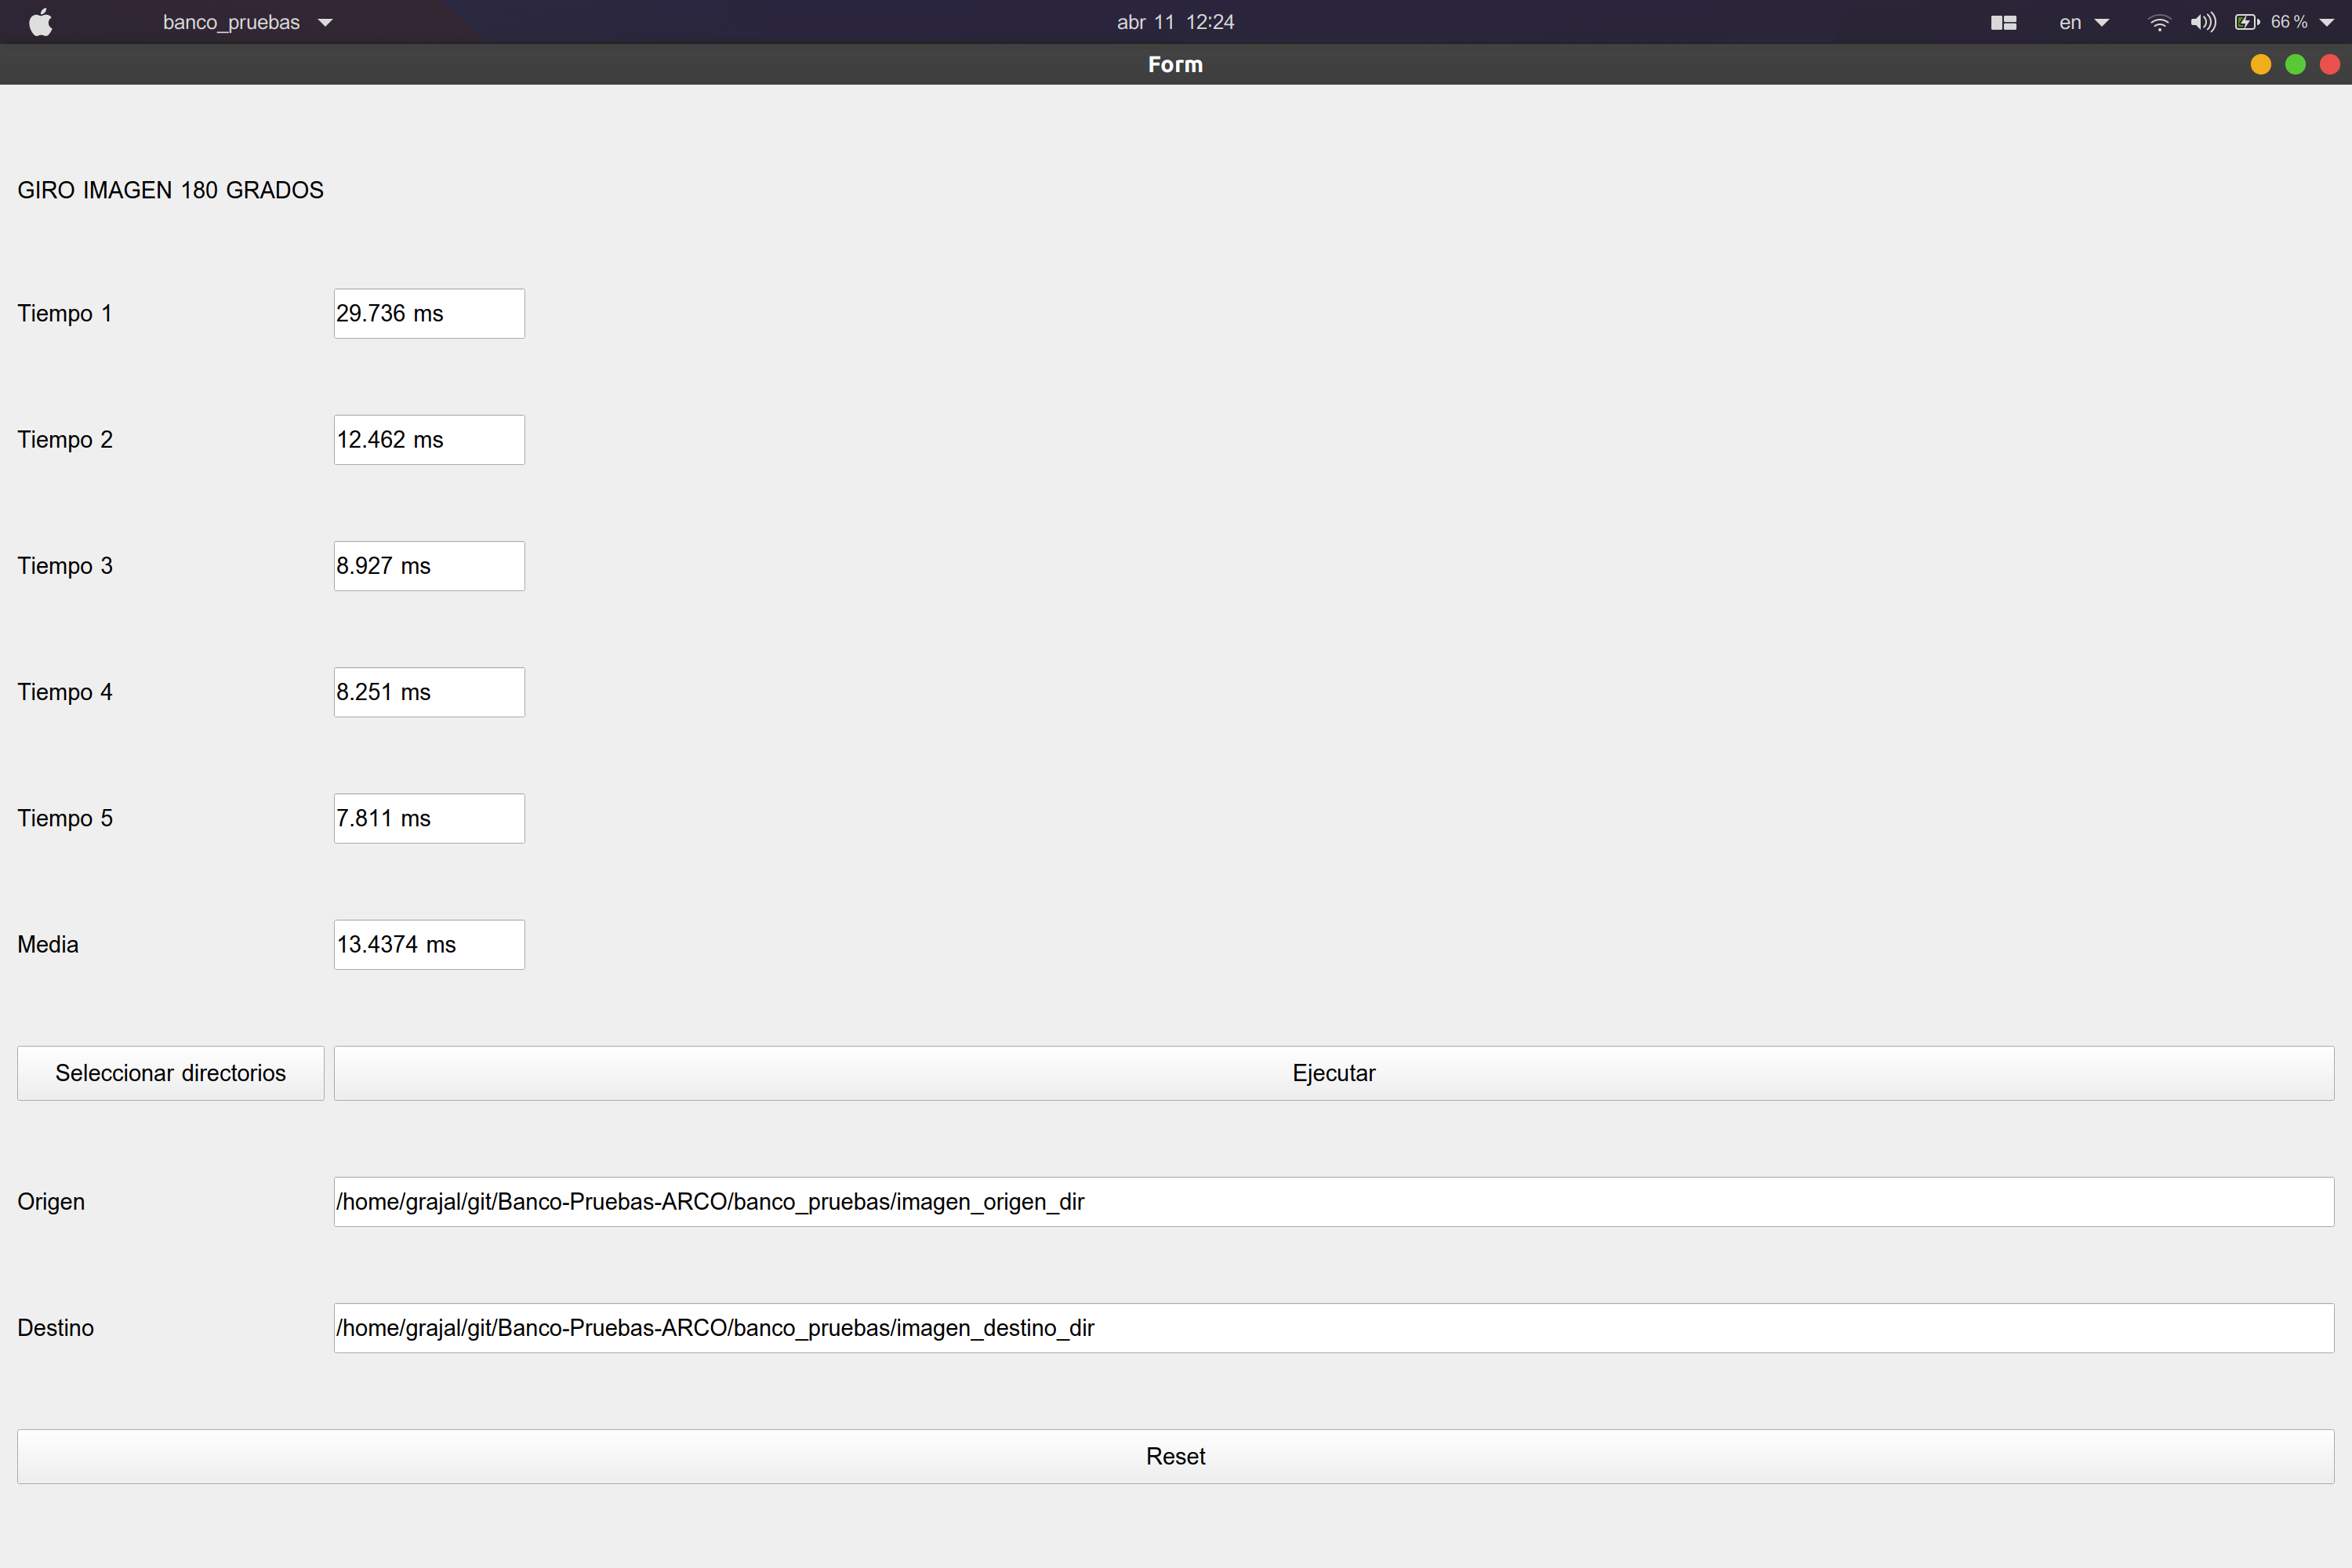 banco_pruebas abr 11 12:24 en 66 %
Form
GIRO IMAGEN 180 GRADOS
Tiempo 1 29.736 ms
Tiempo 2 12.462 ms
Tiempo 3 8.927 ms
Tiempo 4 8.251 ms
Tiempo 5 7.811 ms
Media 13.4374 ms
Seleccionar directorios Ejecutar
Origen /home/grajal/git/Banco-Pruebas-ARCO/banco_pruebas/imagen_origen_dir
Destino /home/grajal/git/Banco-Pruebas-ARCO/banco_pruebas/imagen_destino_dir
Reset